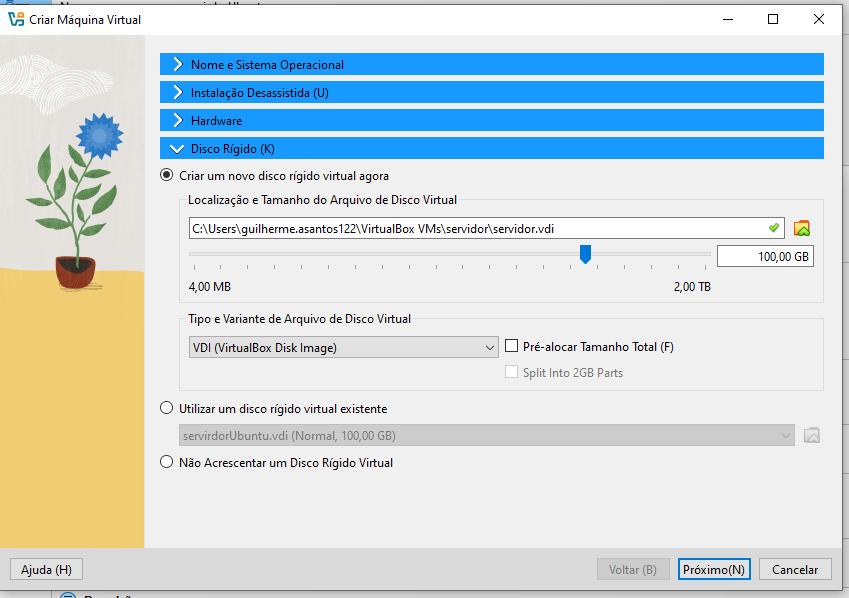 Criar Máquina Virtual
Nome e Sistema Operacional
Instalação Desassistida (U)
Hardware
Disco Rígido (K)
Criar um novo disco rígido virtual agora
Localização e Tamanho do Arquivo de Disco Virtual
C:\Users\guilherme.asantos122\VirtualBox VMs\servidor\servidor.vdi
100,00 GB
4,00 MB
2,00 TB
Tipo e Variante de Arquivo de Disco Virtual
VDI (VirtualBox Disk Image)
Pré-alocar Tamanho Total (F)
Split Into 2GB Parts
Utilizar um disco rígido virtual existente
servirdorUbuntu.vdi (Normal, 100,00 GB)
Não Acrescentar um Disco Rígido Virtual
Ajuda (H)
Voltar (B)
Próximo(N)
Cancelar